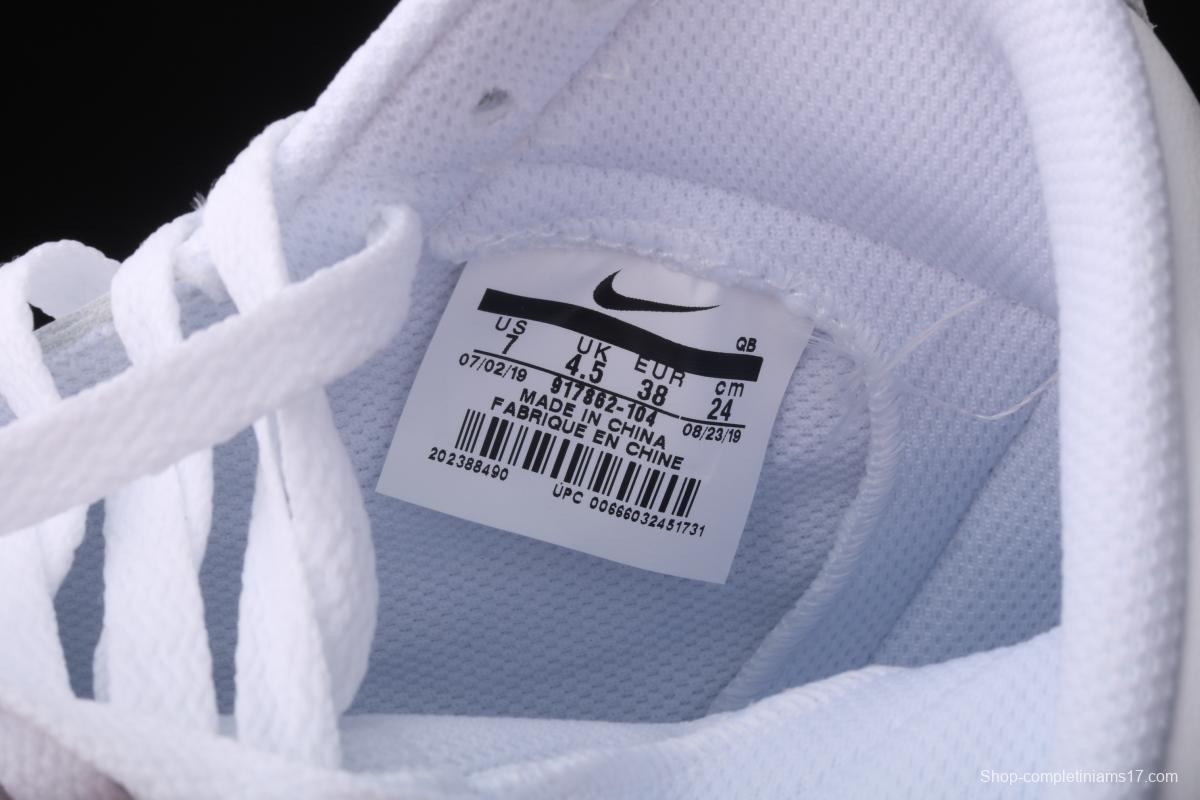 QB
US UK EUR cm
7 4.5 38 24
07/02/19 917862-104 08/23/19
MADE IN CHINA
FABRIQUE EN CHINE
202388490
UPC 00666032451731
Shop-completiniams17.com